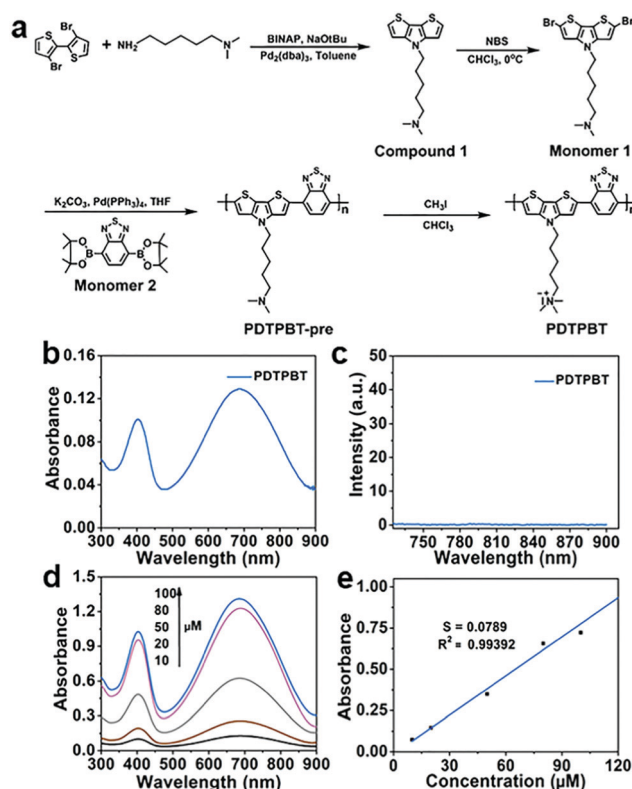 a
Br
S
S
Br
+
NH2
N
BINAP, NaOtBu
Pd2(dba)3, Toluene
S
S
N
N
Compound 1
NBS
CHCl3, 0°C
Br
S
S
Br
N
N
Monomer 1
K2CO3, Pd(PPh3)4, THF
S
N
N
O
B
O
O
B
O
Monomer 2
S
S
N
N
S
N
n
N
PDTPBT-pre
CH3I
CHCl3
S
S
N
N
S
N
n
I- N+
PDTPBT
b
0.16
0.12
0.08
0.04
0.00
Absorbance
PDTPBT
300 400 500 600 700 800 900
Wavelength (nm)
c
50
40
30
20
10
0
Intensity (a.u.)
PDTPBT
750 780 810 840 870 900
Wavelength (nm)
d
1.5
1.2
0.9
0.6
0.3
0.0
Absorbance
100
80
50
20
10
μM
300 400 500 600 700 800 900
Wavelength (nm)
e
1.00
0.75
0.50
0.25
0.00
Absorbance
S = 0.0789
R2 = 0.99392
0 30 60 90 120
Concentration (μM)